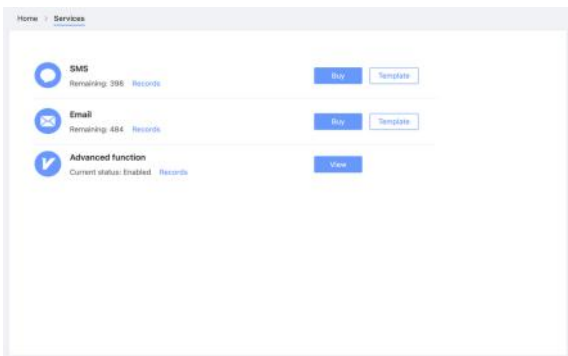 Home > Services
SMS
Remaining: 396 Records
Buy Template
Email
Remaining: 484 Records
Buy Template
Advanced function
Current status: Enabled Records
View